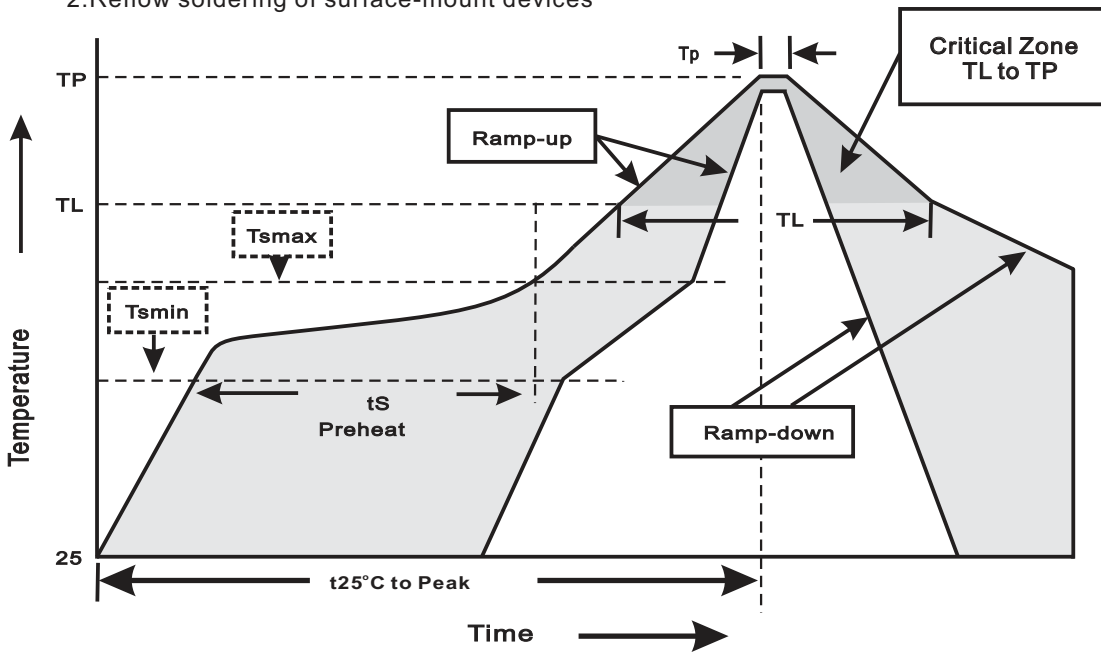 2.Reflow soldering of surface-mount devices
Tp
Critical Zone
TL to TP
TP
Ramp-up
TL
TL
Tsmax
Tsmin
tS
Preheat
Ramp-down
Temperature
25
t25°C to Peak
Time